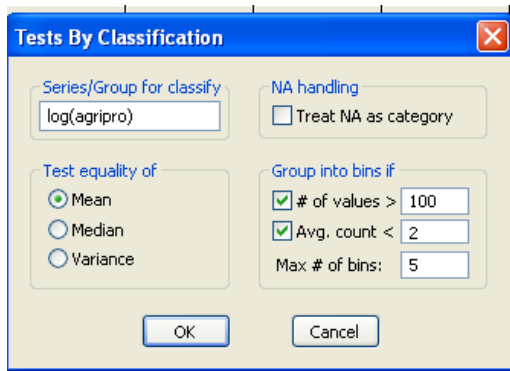 Tests By Classification
Series/Group for classify
log(agripro)
NA handling
Treat NA as category
Test equality of
Mean
Median
Variance
Group into bins if
# of values > 100
Avg. count < 2
Max # of bins: 5
OK
Cancel